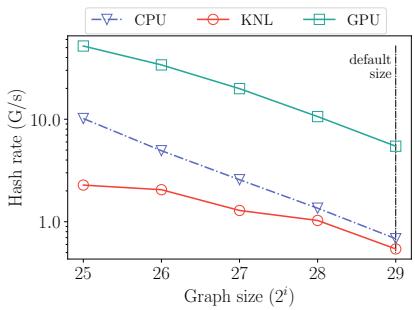 CPU KNL GPU
default
size
10.0
1.0
Hash rate (G/s)
25 26 27 28 29
Graph size (2^i)